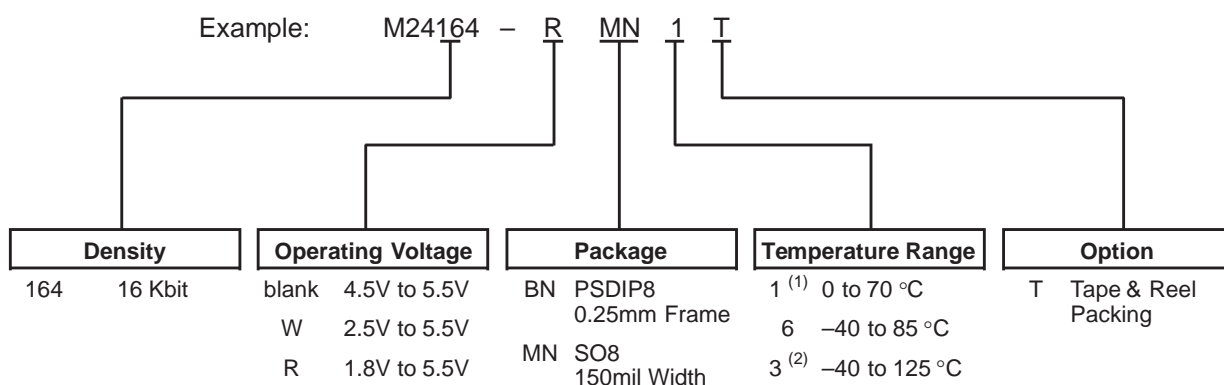 Example: M24164 – R MN 1 T
Density
164 16 Kbit
Operating Voltage
blank 4.5V to 5.5V
W 2.5V to 5.5V
R 1.8V to 5.5V
Package
BN PSDIP8
0.25mm Frame
MN SO8
150mil Width
Temperature Range
1 (1) 0 to 70 °C
6 –40 to 85 °C
3 (2) –40 to 125 °C
Option
T Tape & Reel
Packing